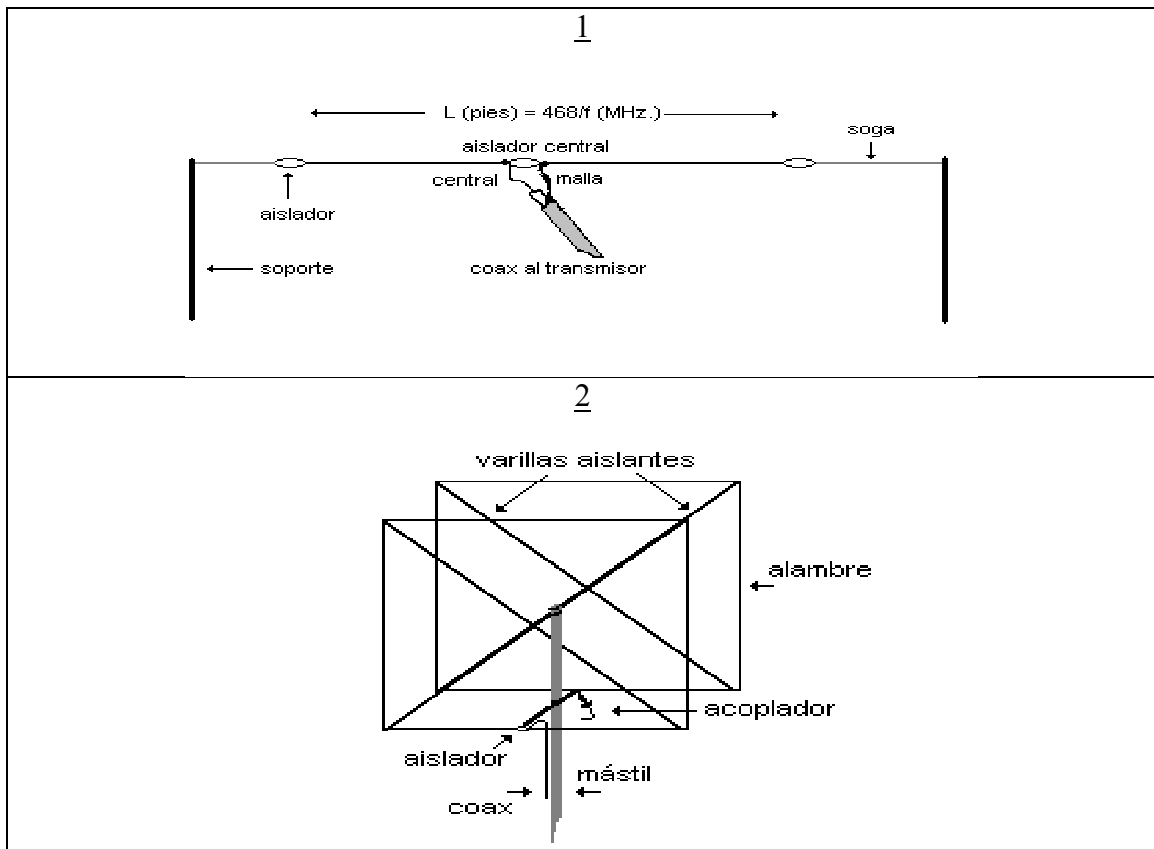 1
L (pies) = 468/f (MHz.)
soga
aislador central
central
malla
aislador
soporte
coax al transmisor
2
varillas aislantes
alambre
acoplador
aislador
mástil
coax